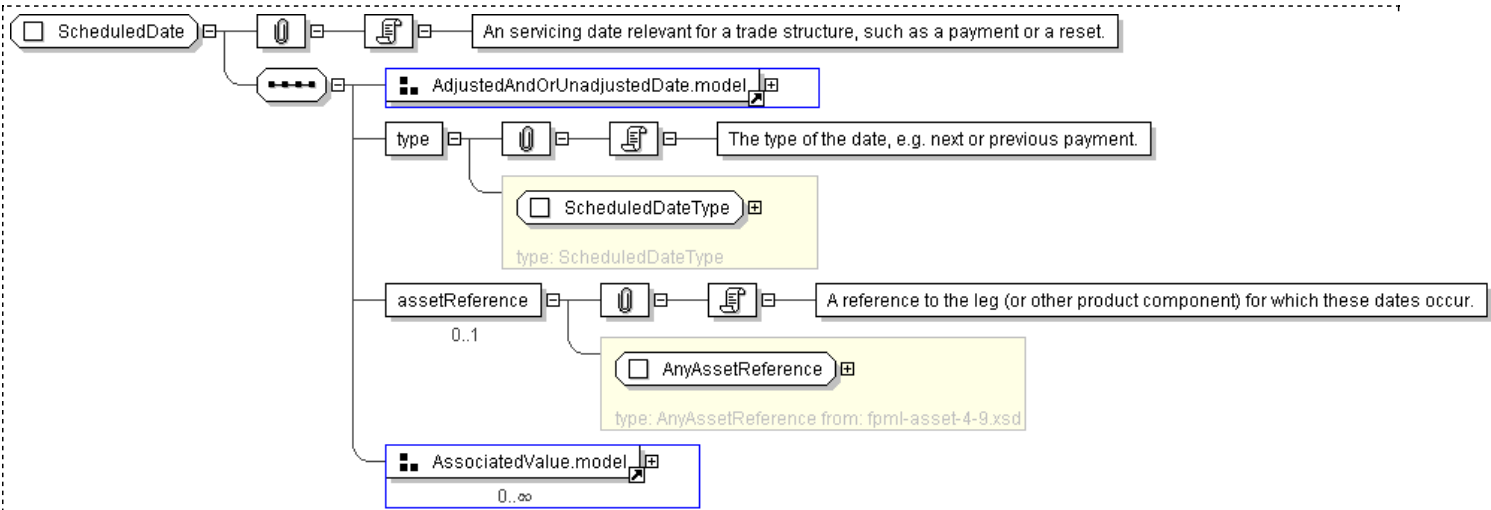 ScheduledDate
An servicing date relevant for a trade structure, such as a payment or a reset.
AdjustedAndOrUnadjustedDate.model
type
The type of the date, e.g. next or previous payment.
ScheduledDateType
type: ScheduledDateType
assetReference
A reference to the leg (or other product component) for which these dates occur.
0..1
AnyAssetReference
type: AnyAssetReference from: fpml-asset-4-9.xsd
AssociatedValue.model
0..∞